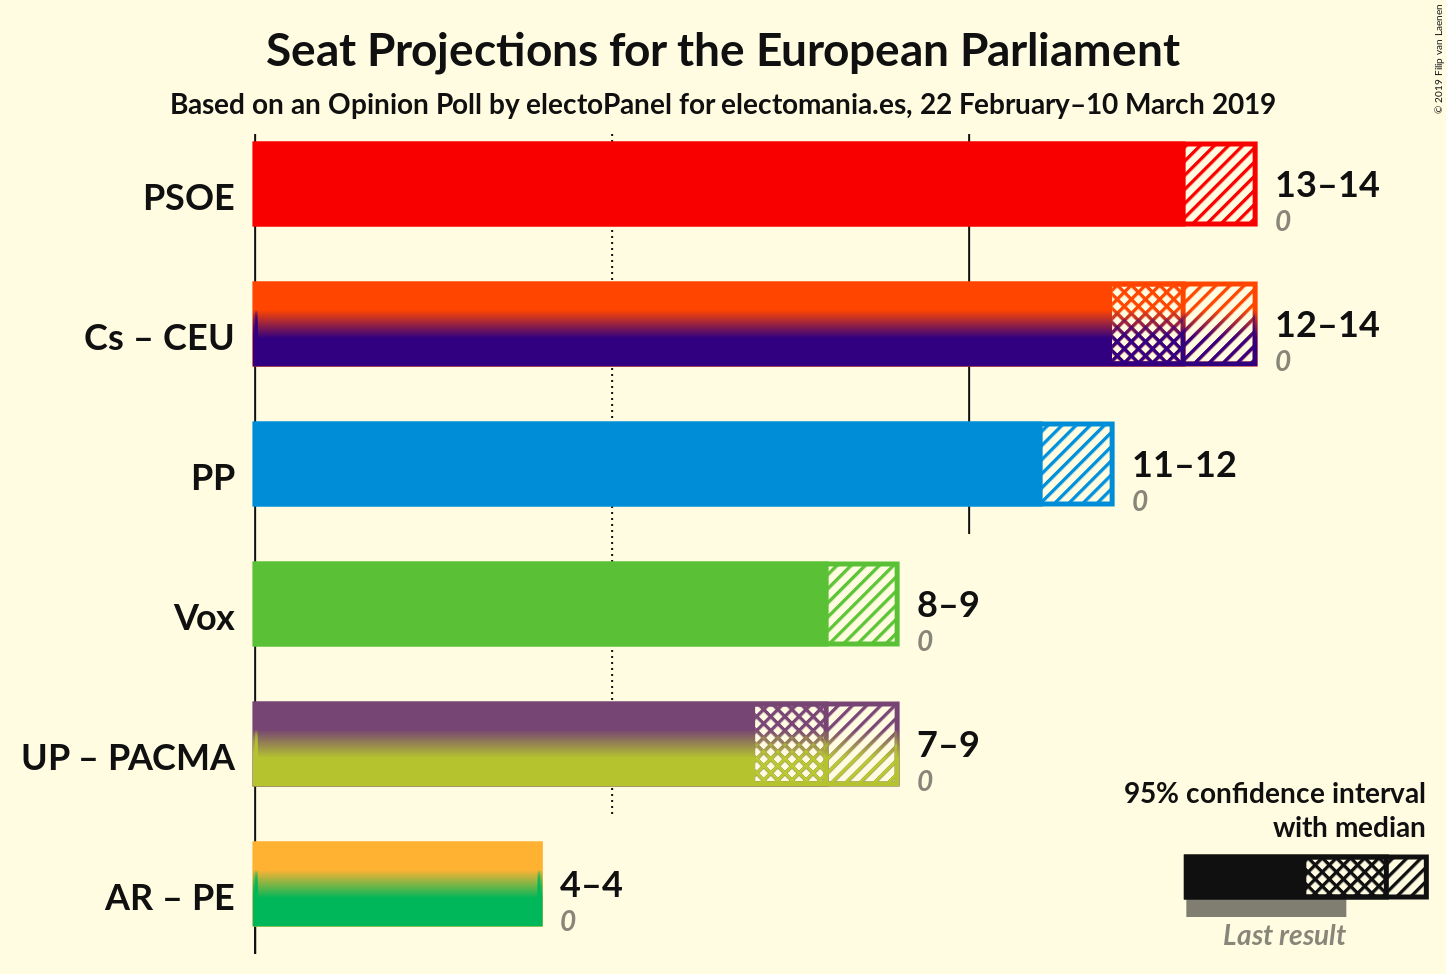 Seat Projections for the European Parliament
Based on an Opinion Poll by electoPanel for electomania.es, 22 February–10 March 2019
© 2019 Filip van Laenen
PSOE
13–14
0
Cs – CEU
12–14
0
PP
11–12
0
Vox
8–9
0
UP – PACMA
7–9
0
AR – PE
4–4
0
95% confidence interval
with median
Last result